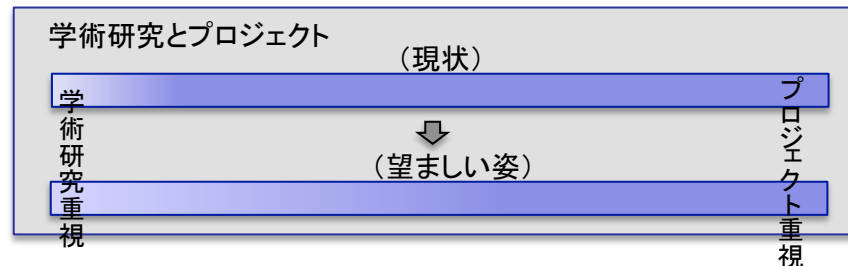 学術研究とプロジェクト
（現状）
学術研究重視
プロジェクト重視
（望ましい姿）